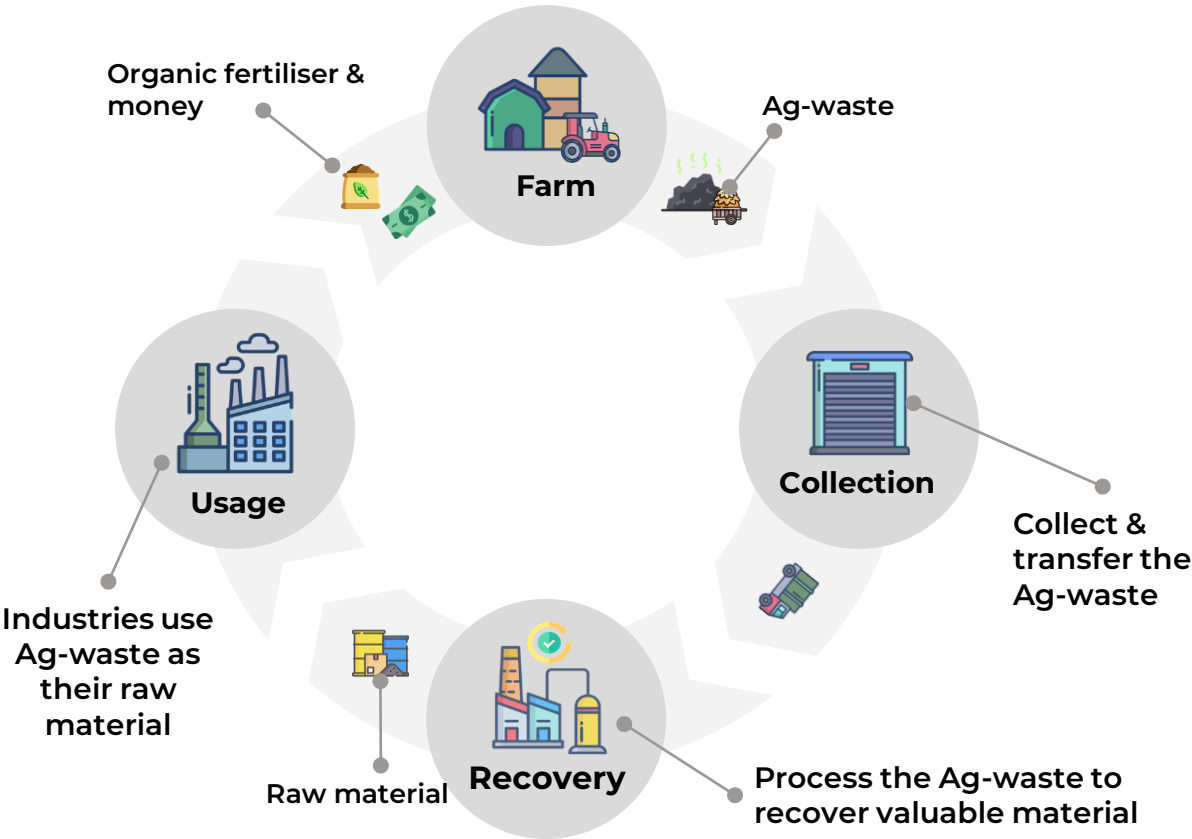 Organic fertiliser &
money
Ag-waste
Farm
Collection
Collect &
transfer the
Ag-waste
Usage
Industries use
Ag-waste as
their raw
material
Raw material
Recovery
Process the Ag-waste to
recover valuable material